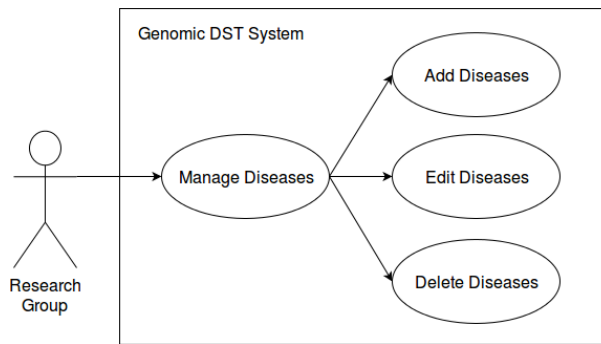 Genomic DST System
Add Diseases
Manage Diseases
Edit Diseases
Delete Diseases
Research
Group